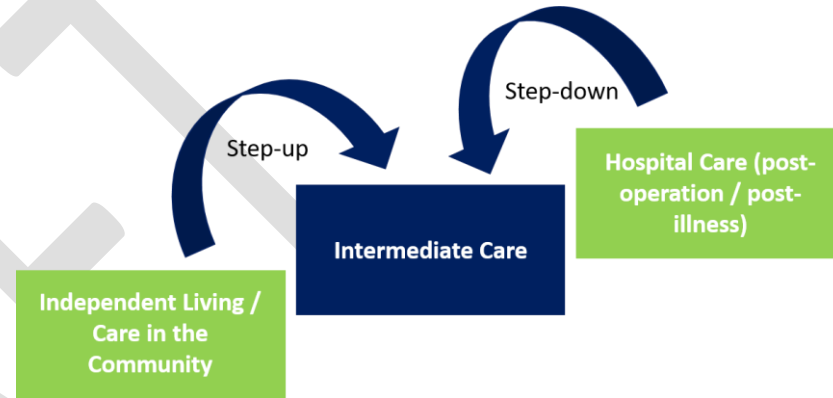 Step-down
Step-up
Hospital Care (post-
operation / post-
illness)
Intermediate Care
Independent Living /
Care in the
Community